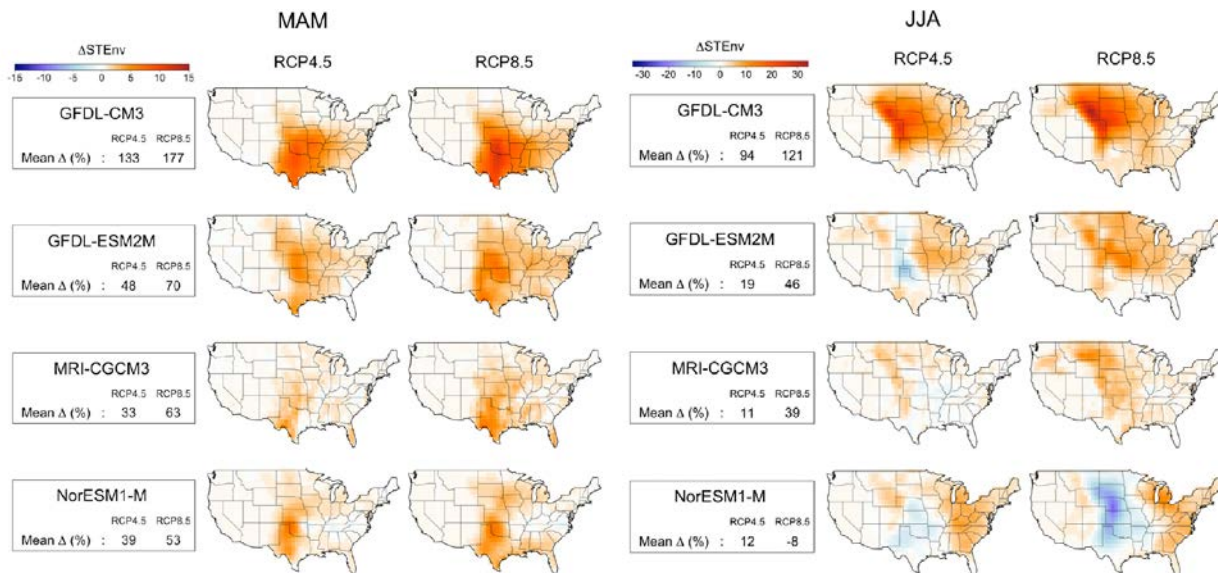 MAM
ΔSTEnv
-15 -10 -5 0 5 10 15
RCP4.5 RCP8.5
GFDL-CM3
RCP4.5 RCP8.5
Mean Δ (%) : 133 177
GFDL-ESM2M
RCP4.5 RCP8.5
Mean Δ (%) : 48 70
MRI-CGCM3
RCP4.5 RCP8.5
Mean Δ (%) : 33 63
NorESM1-M
RCP4.5 RCP8.5
Mean Δ (%) : 39 53
JJA
ΔSTEnv
-30 -20 -10 0 10 20 30
RCP4.5 RCP8.5
GFDL-CM3
RCP4.5 RCP8.5
Mean Δ (%) : 94 121
GFDL-ESM2M
RCP4.5 RCP8.5
Mean Δ (%) : 19 46
MRI-CGCM3
RCP4.5 RCP8.5
Mean Δ (%) : 11 39
NorESM1-M
RCP4.5 RCP8.5
Mean Δ (%) : 12 -8